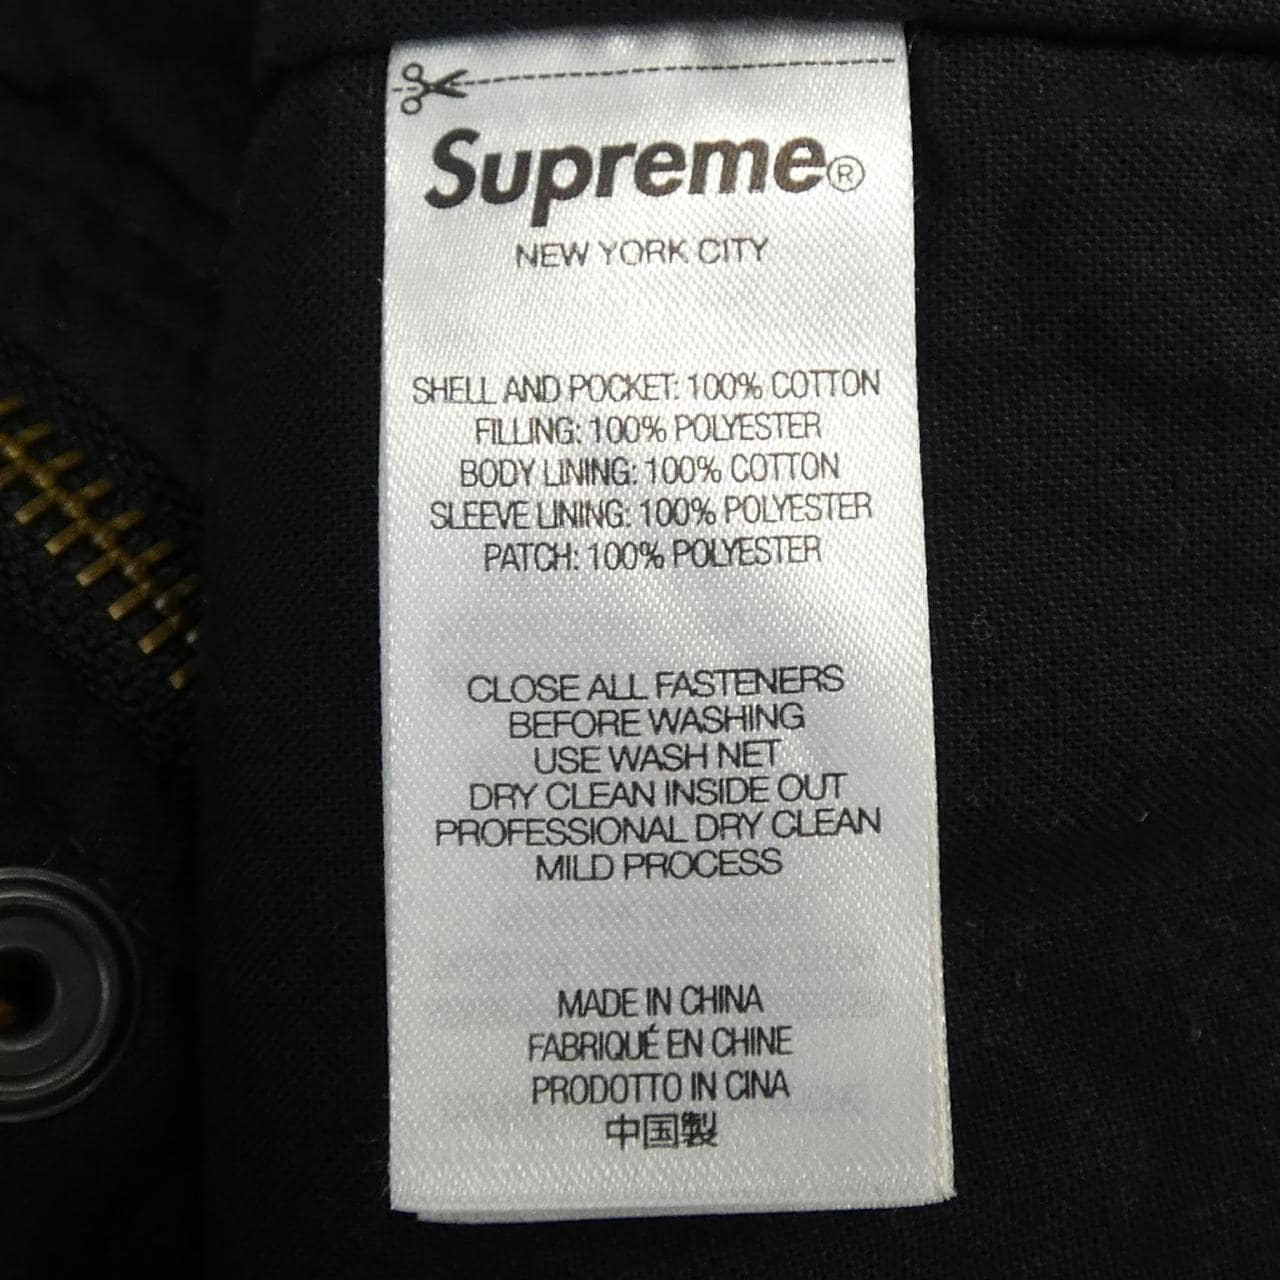 Supreme®
NEW YORK CITY
SHELL AND POCKET: 100% COTTON
FILLING: 100% POLYESTER
BODY LINING: 100% COTTON
SLEEVE LINING: 100% POLYESTER
PATCH: 100% POLYESTER
CLOSE ALL FASTENERS
BEFORE WASHING
USE WASH NET
DRY CLEAN INSIDE OUT
PROFESSIONAL DRY CLEAN
MILD PROCESS
MADE IN CHINA
FABRIQUÉ EN CHINE
PRODOTTO IN CINA
中国製